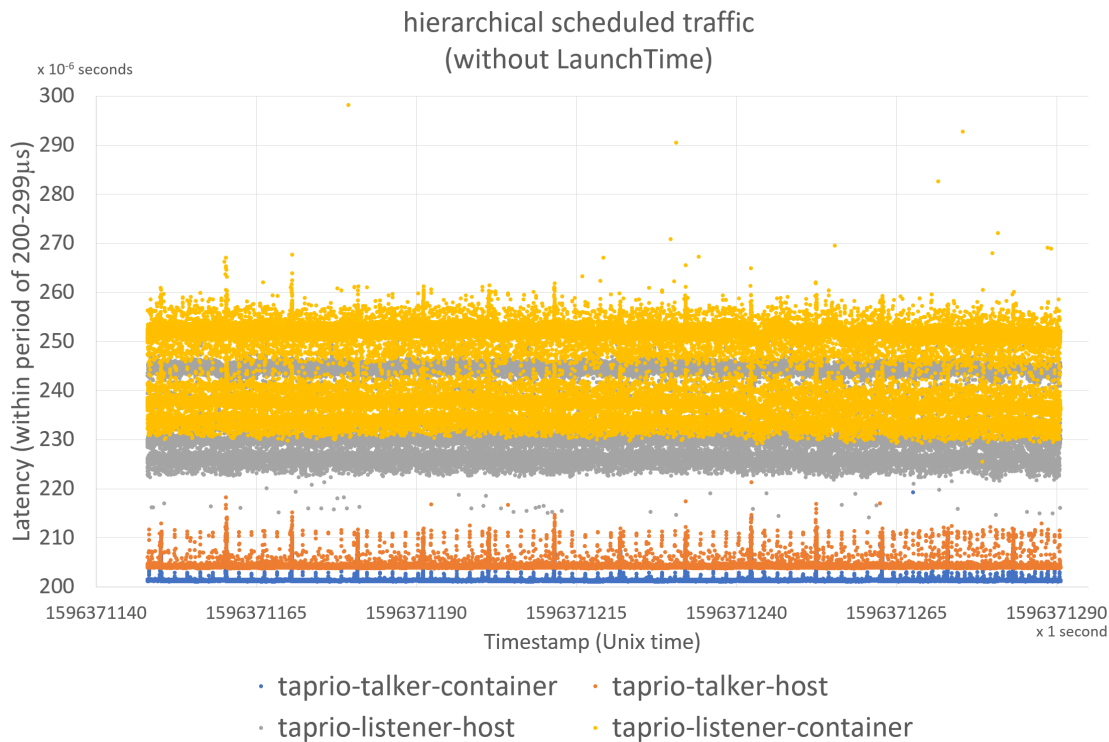 hierarchical scheduled traffic
(without LaunchTime)
x 10⁻⁶ seconds
Latency (within period of 200-299µs)
300
290
280
270
260
250
240
230
220
210
200
1596371140 1596371165 1596371190 1596371215 1596371240 1596371265 1596371290
x 1 second
Timestamp (Unix time)
taprio-talker-container taprio-talker-host
taprio-listener-host taprio-listener-container